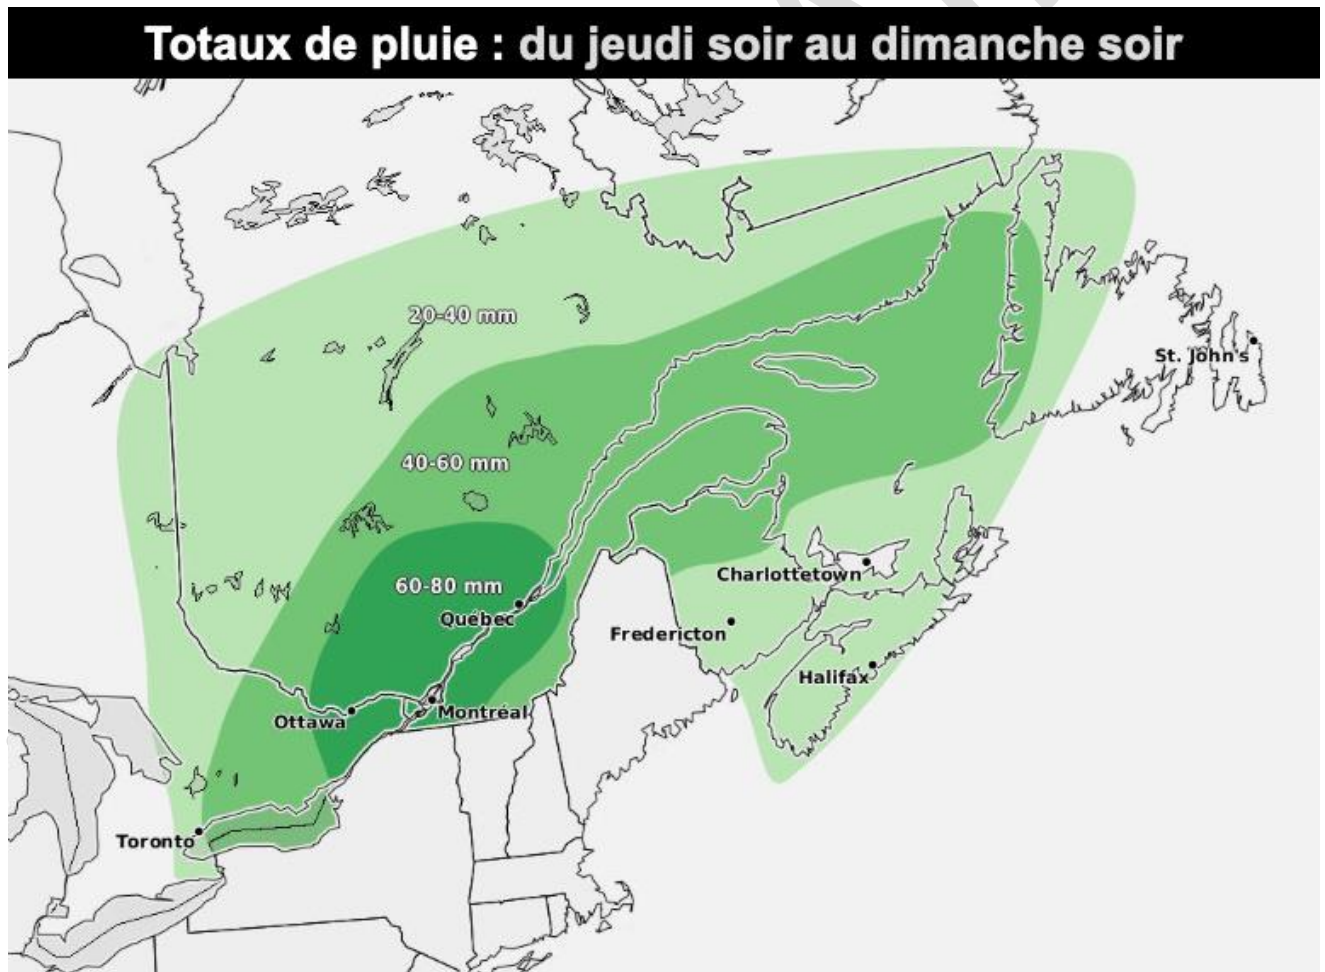 Totaux de pluie : du jeudi soir au dimanche soir
20-40 mm
St. John's
40-60 mm
60-80 mm
Charlottetown
Québec
Fredericton
Halifax
Ottawa
Montréal
Toronto